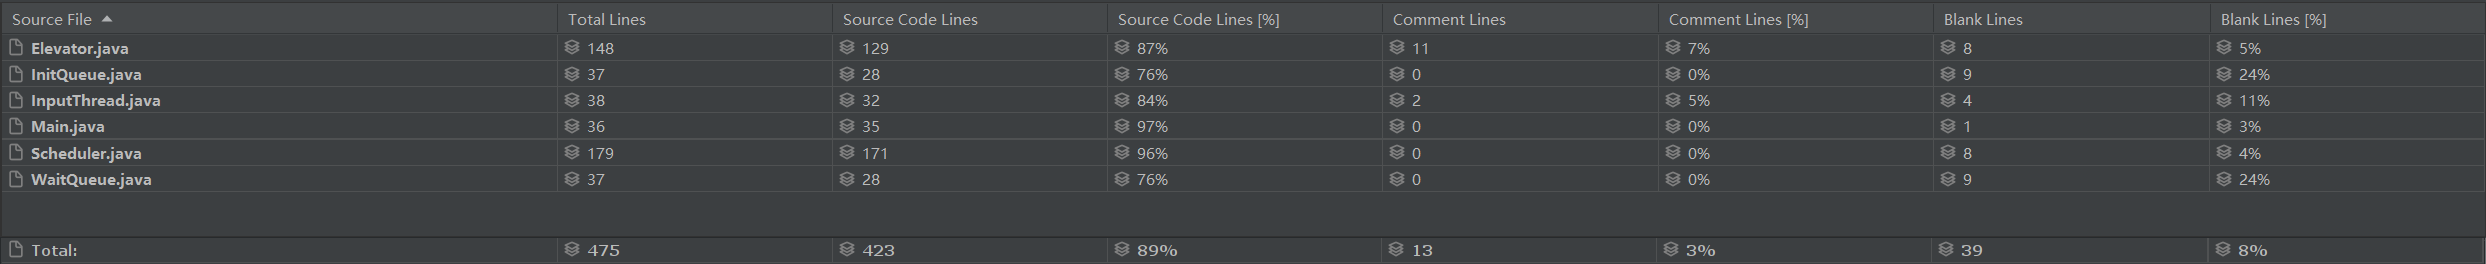 Source File Total Lines Source Code Lines Source Code Lines [%] Comment Lines Comment Lines [%] Blank Lines Blank Lines [%]
Elevator.java 148 129 87% 11 7% 8 5%
InitQueue.java 37 28 76% 0 0% 9 24%
InputThread.java 38 32 84% 2 5% 4 11%
Main.java 36 35 97% 0 0% 1 3%
Scheduler.java 179 171 96% 0 0% 8 4%
WaitQueue.java 37 28 76% 0 0% 9 24%
Total: 475 423 89% 13 3% 39 8%